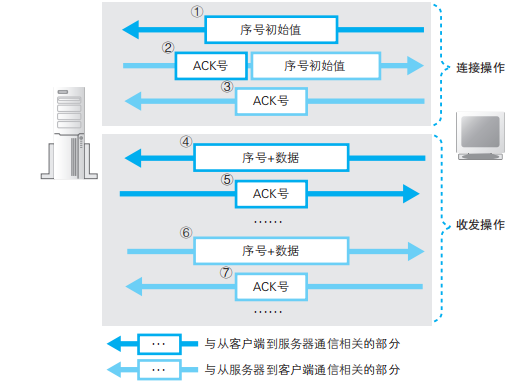 ① 序号初始值
② ACK号 序号初始值
③ ACK号
连接操作
④ 序号+数据
⑤ ACK号
……
⑥ 序号+数据
⑦ ACK号
……
收发操作
… 与从客户端到服务器通信相关的部分
… 与从服务器到客户端通信相关的部分